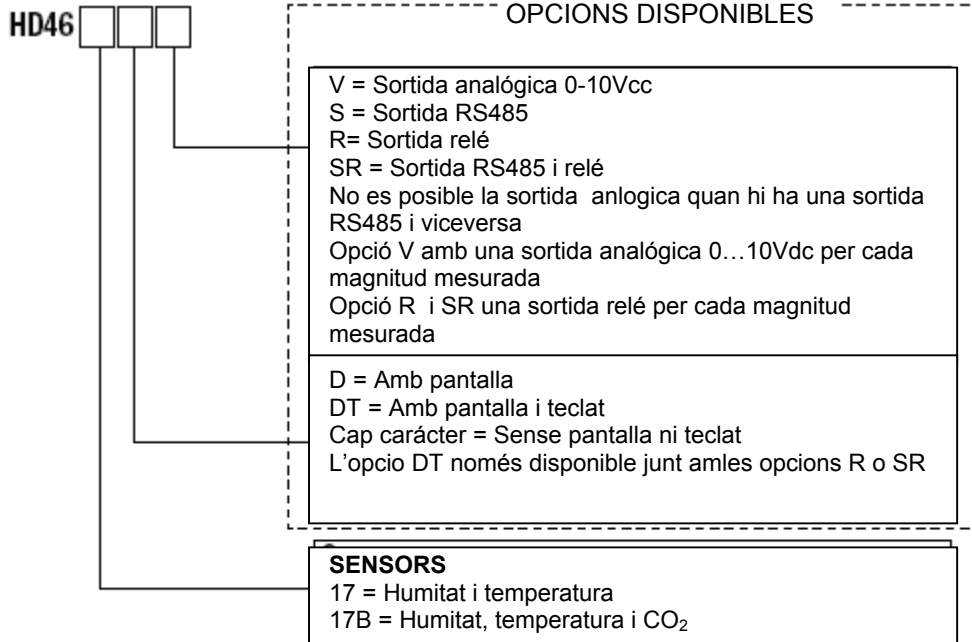 OPCIONS DISPONIBLES
HD46
V = Sortida analógica 0-10Vcc
S = Sortida RS485
R= Sortida relé
SR = Sortida RS485 i relé
No es posible la sortida anlogica quan hi ha una sortida
RS485 i viceversa
Opció V amb una sortida analógica 0…10Vdc per cada
magnitud mesurada
Opció R i SR una sortida relé per cada magnitud
mesurada
D = Amb pantalla
DT = Amb pantalla i teclat
Cap carácter = Sense pantalla ni teclat
L’opcio DT només disponible junt amles opcions R o SR
SENSORS
17 = Humitat i temperatura
17B = Humitat, temperatura i CO₂